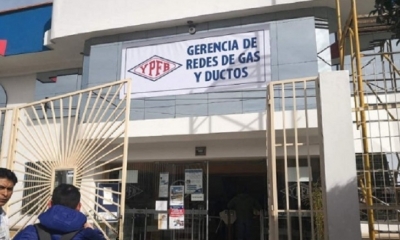 YPFB
GERENCIA DE
REDES DE GAS
Y DUCTOS